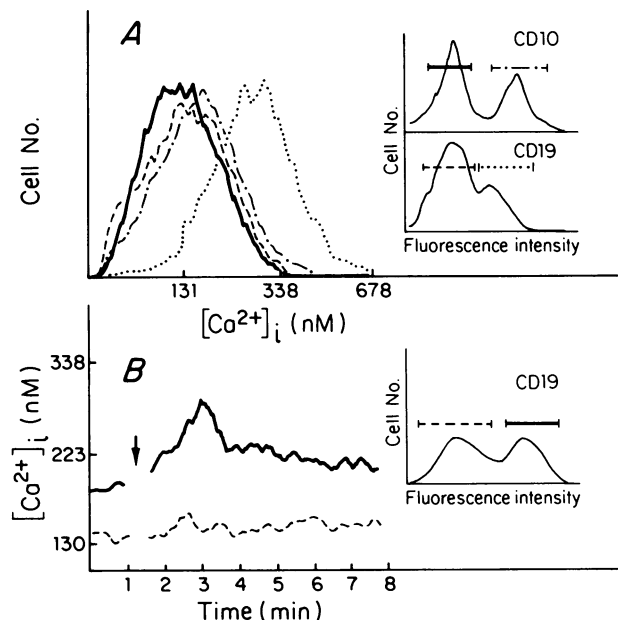 A
Cell No.
131
338
678
[Ca2+]i (nM)
CD10
CD19
Cell No.
Fluorescence intensity
B
338
223
130
[Ca2+]i (nM)
1 2 3 4 5 6 7 8
Time (min)
CD19
Cell No.
Fluorescence intensity